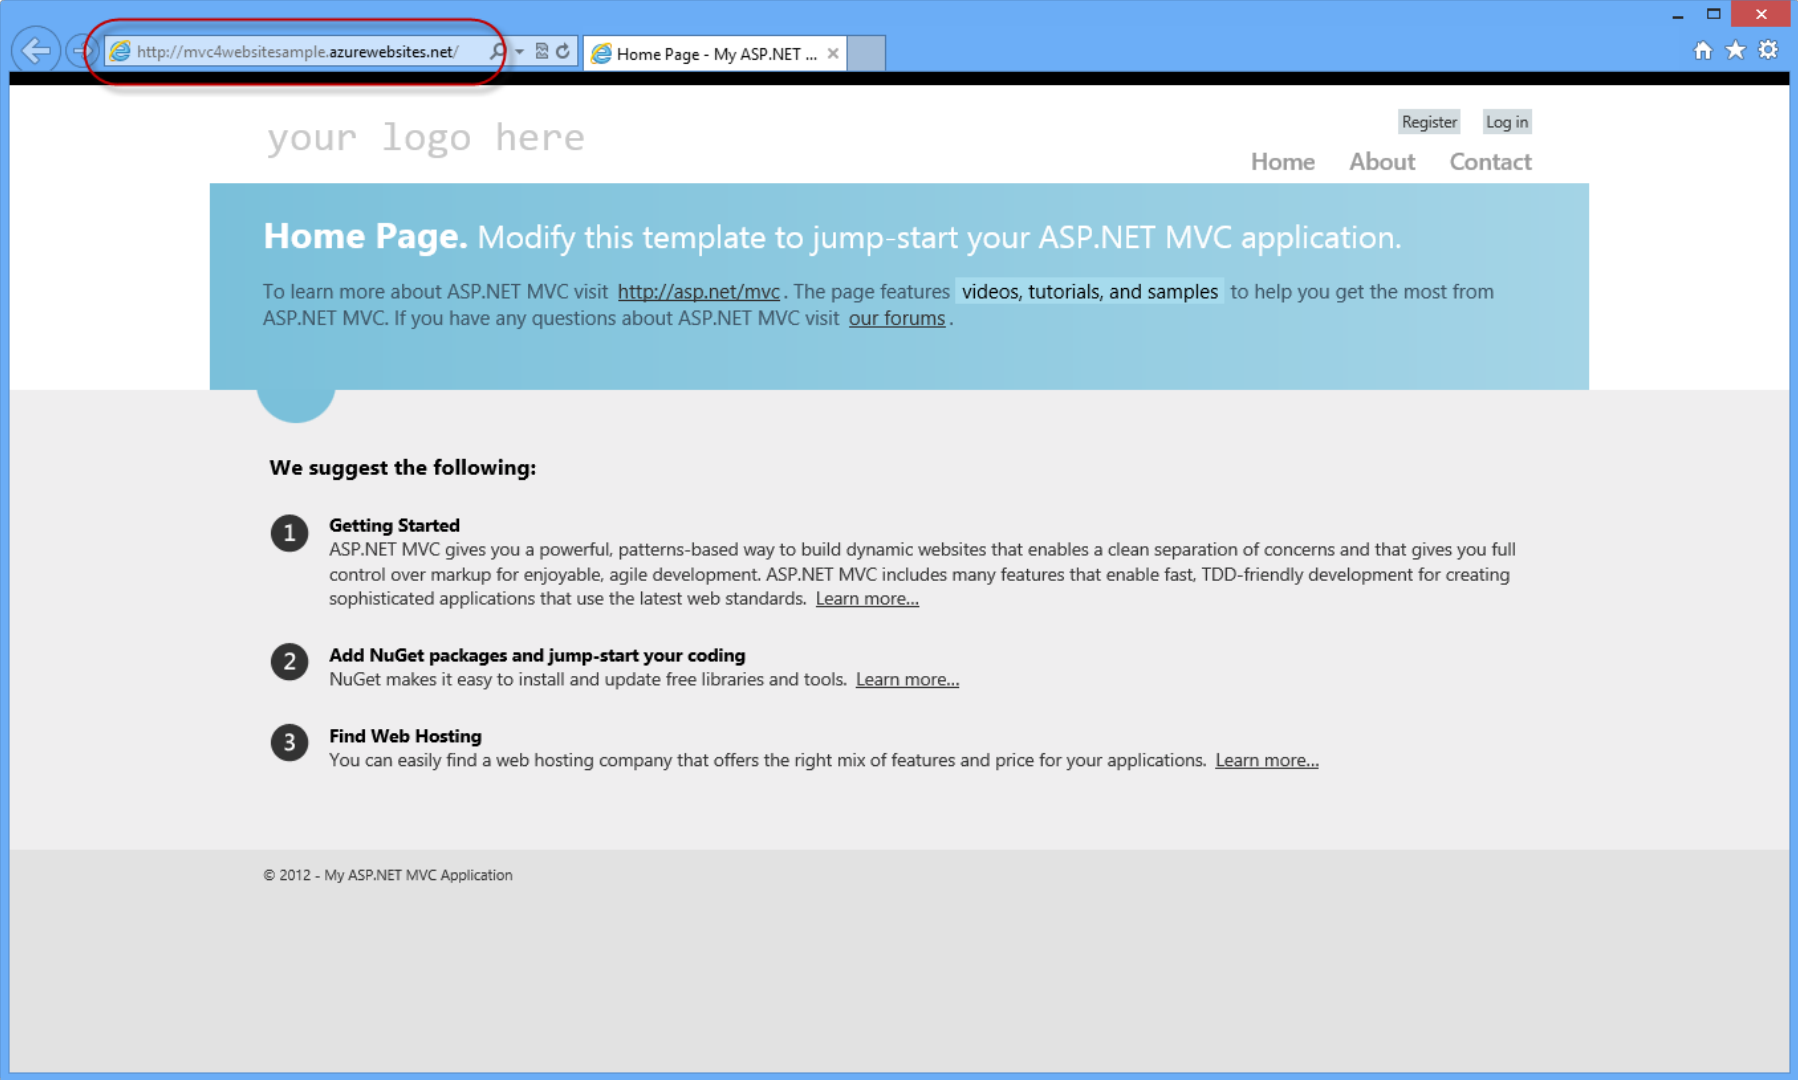 http://mvc4websitesample.azurewebsites.net/
Home Page - My ASP.NET ...
your logo here
Register Log in
Home About Contact
Home Page. Modify this template to jump-start your ASP.NET MVC application.
To learn more about ASP.NET MVC visit http://asp.net/mvc. The page features videos, tutorials, and samples to help you get the most from
ASP.NET MVC. If you have any questions about ASP.NET MVC visit our forums.
We suggest the following:
1 Getting Started
ASP.NET MVC gives you a powerful, patterns-based way to build dynamic websites that enables a clean separation of concerns and that gives you full
control over markup for enjoyable, agile development. ASP.NET MVC includes many features that enable fast, TDD-friendly development for creating
sophisticated applications that use the latest web standards. Learn more...
2 Add NuGet packages and jump-start your coding
NuGet makes it easy to install and update free libraries and tools. Learn more...
3 Find Web Hosting
You can easily find a web hosting company that offers the right mix of features and price for your applications. Learn more...
© 2012 - My ASP.NET MVC Application